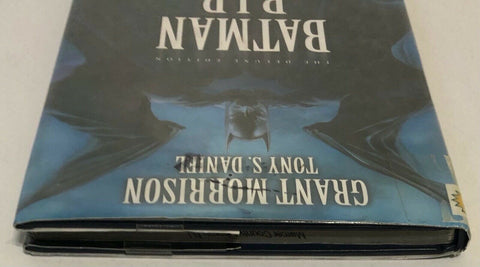 BATMAN
R.I.P.
THE DELUXE EDITION
GRANT MORRISON
TONY S. DANIEL